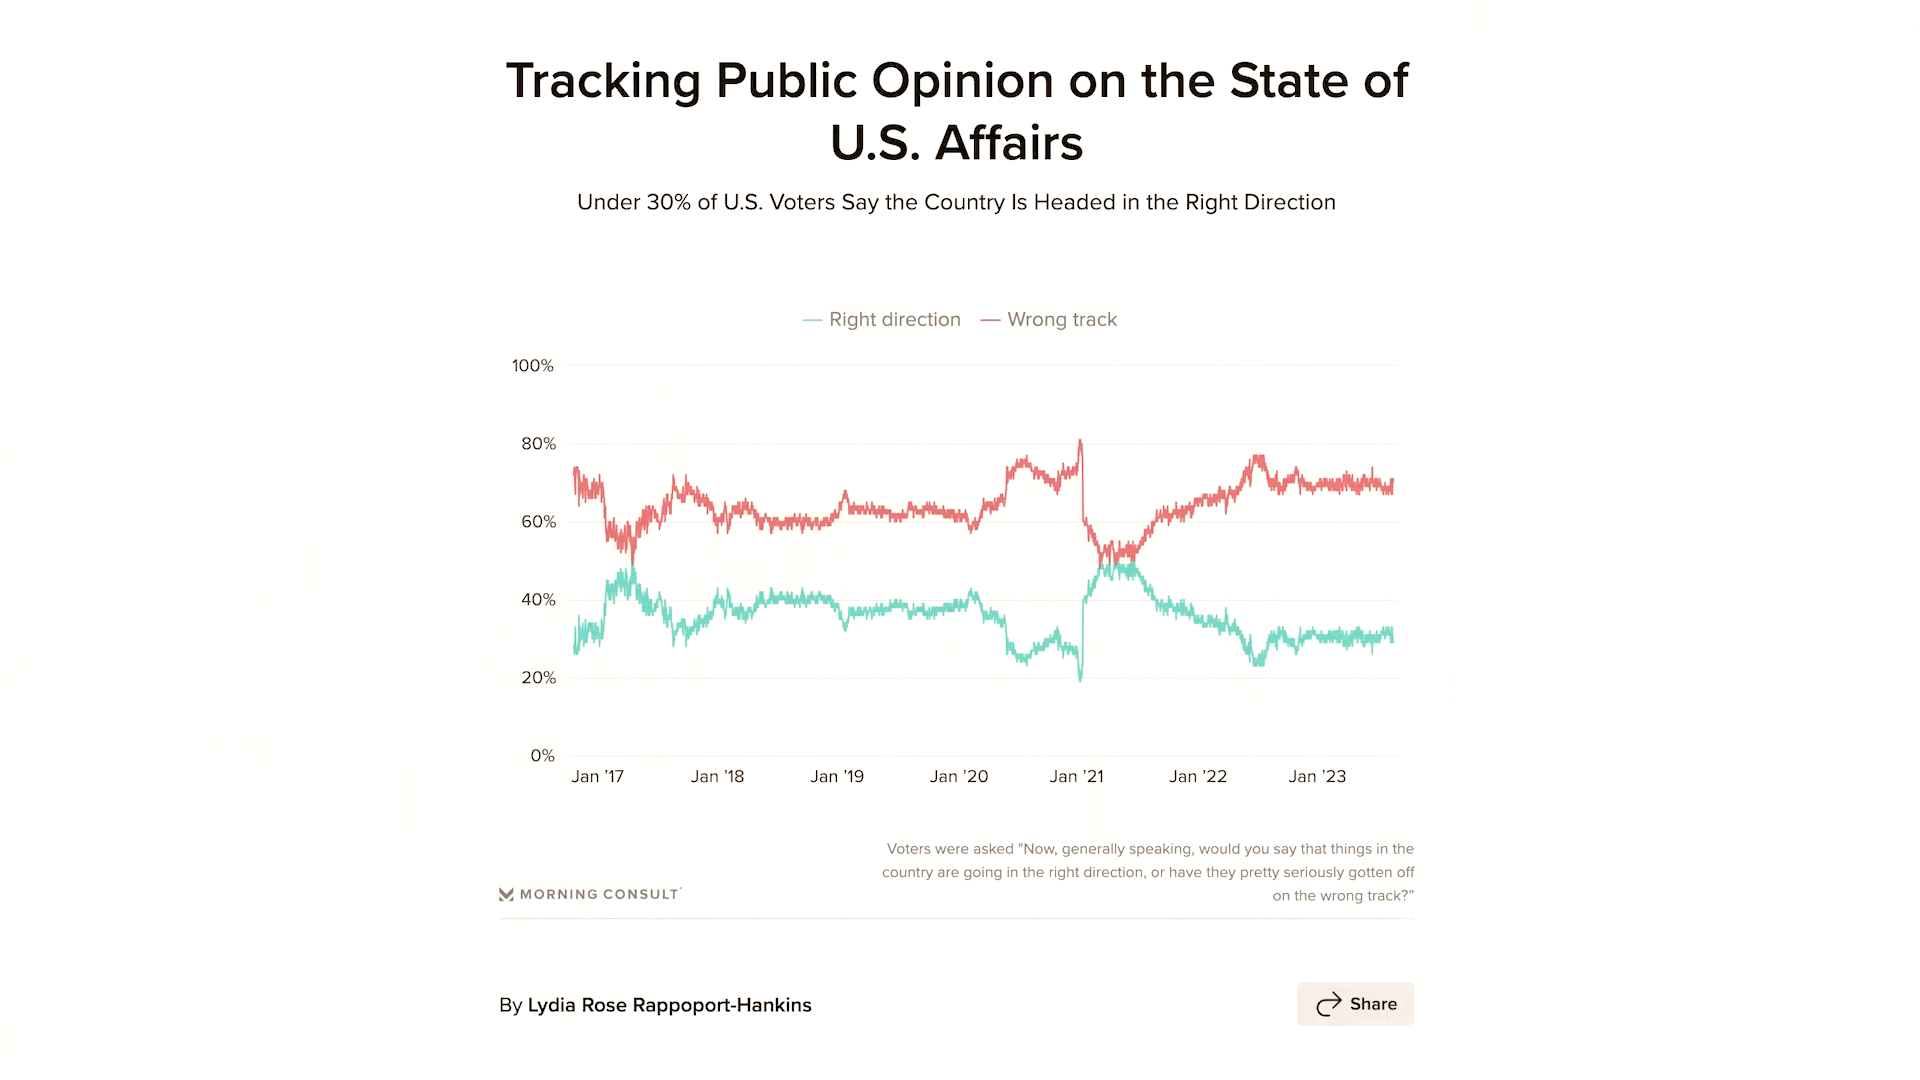 Tracking Public Opinion on the State of
U.S. Affairs
Under 30% of U.S. Voters Say the Country Is Headed in the Right Direction
Right direction Wrong track
100%
80%
60%
40%
20%
0%
Jan ’17 Jan ’18 Jan ’19 Jan ’20 Jan ’21 Jan ’22 Jan ’23
Voters were asked "Now, generally speaking, would you say that things in the
country are going in the right direction, or have they pretty seriously gotten off
on the wrong track?”
MORNING CONSULT
By Lydia Rose Rappoport-Hankins
Share